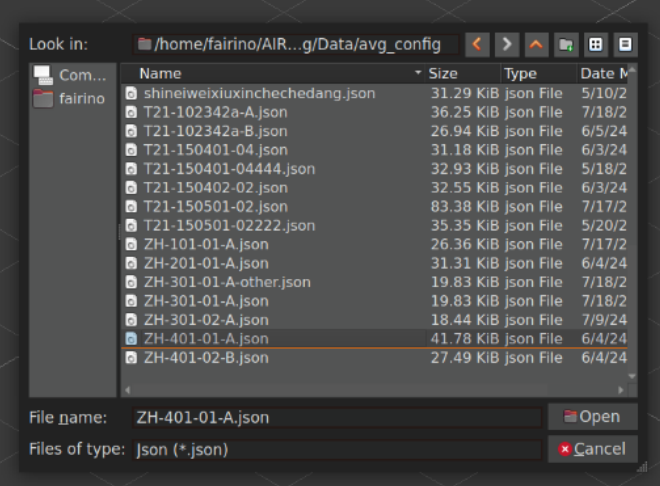 Look in: /home/fairino/AIR...g/Data/avg_config
Com...
fairino
Name Size Type Date M
shineiweixiuxinchechedang.json 31.29 KiB json File 5/10/2
T21-102342a-A.json 36.25 KiB json File 7/18/2
T21-102342a-B.json 26.94 KiB json File 6/5/24
T21-150401-04.json 31.18 KiB json File 6/3/24
T21-150401-04444.json 32.93 KiB json File 5/18/2
T21-150402-02.json 32.55 KiB json File 6/3/24
T21-150501-02.json 83.38 KiB json File 7/17/2
T21-150501-02222.json 35.35 KiB json File 5/20/2
ZH-101-01-A.json 26.36 KiB json File 7/17/2
ZH-201-01-A.json 31.31 KiB json File 6/4/24
ZH-301-01-A-other.json 19.83 KiB json File 7/18/2
ZH-301-01-A.json 19.83 KiB json File 7/18/2
ZH-301-02-A.json 18.44 KiB json File 7/9/24
ZH-401-01-A.json 41.78 KiB json File 6/4/24
ZH-401-02-B.json 27.49 KiB json File 6/4/24
File name: ZH-401-01-A.json Open
Files of type: Json (*.json) Cancel